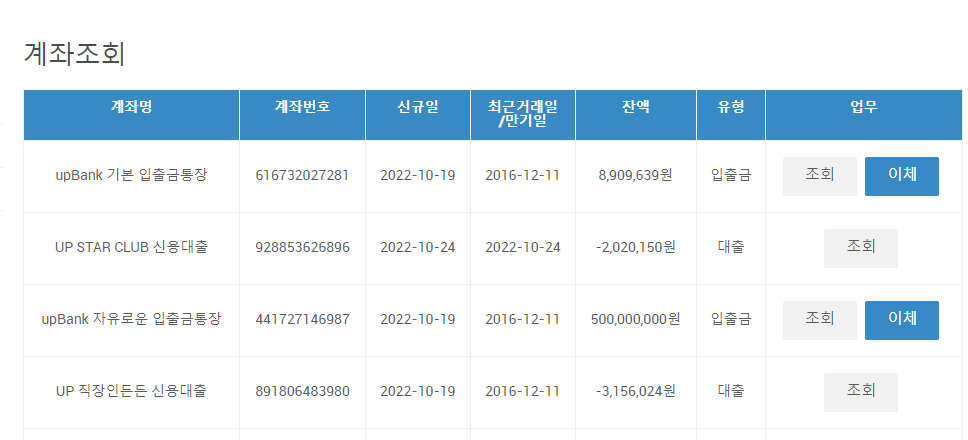 계좌조회
계좌명 계좌번호 신규일 최근거래일 잔액 유형 업무
/만기일
upBank 기본 입출금통장 616732027281 2022-10-19 2016-12-11 8,909,639원 입출금 조회 이체
UP STAR CLUB 신용대출 928853626896 2022-10-24 2022-10-24 -2,020,150원 대출 조회
upBank 자유로운 입출금통장 441727146987 2022-10-19 2016-12-11 500,000,000원 입출금 조회 이체
UP 직장인든든 신용대출 891806483980 2022-10-19 2016-12-11 -3,156,024원 대출 조회